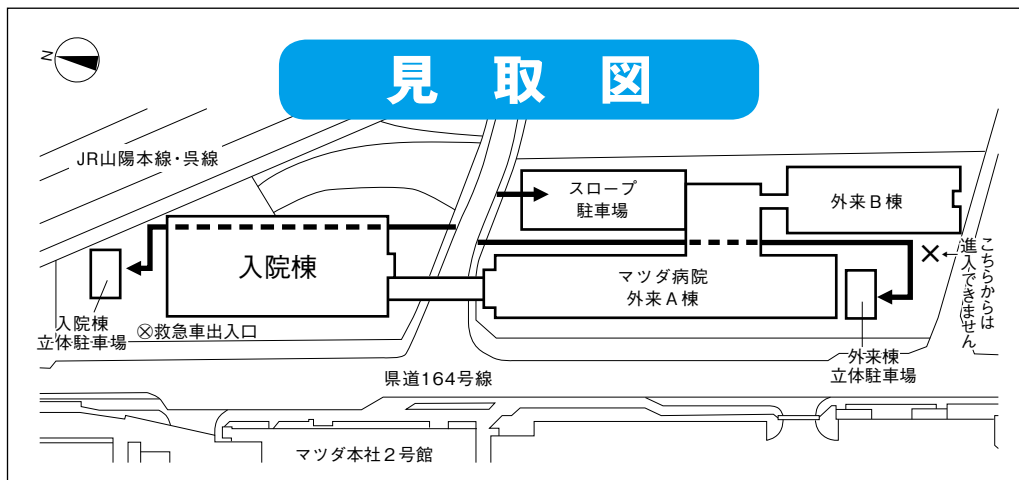 N
見取図
JR山陽本線・呉線
スロープ
駐車場
外来B棟
入院棟
マツダ病院
外来A棟
こちらからは
進入できません
入院棟
立体駐車場
⊗救急車出入口
外来棟
立体駐車場
県道164号線
マツダ本社2号館